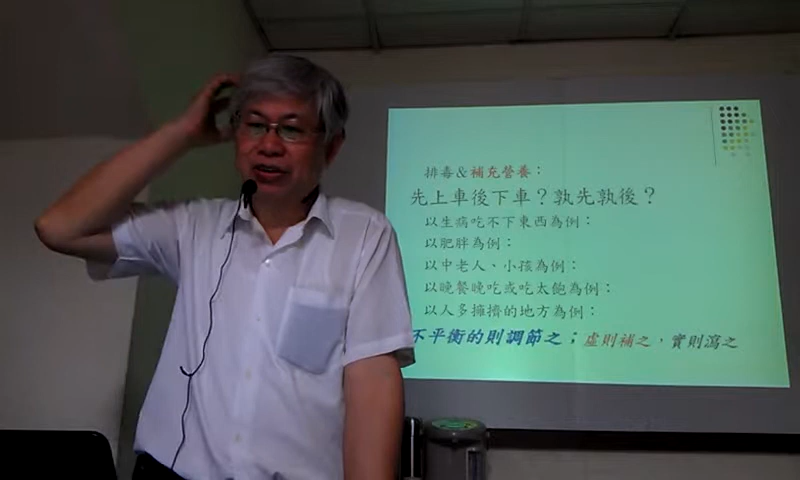 排毒&補充營養：
先上車後下車？孰先孰後？
以生病吃不下東西為例：
以肥胖為例：
以中老人、小孩為例：
以晚餐晚吃或吃太飽為例：
以人多擁擠的地方為例：
不平衡的則調節之；虛則補之，實則瀉之